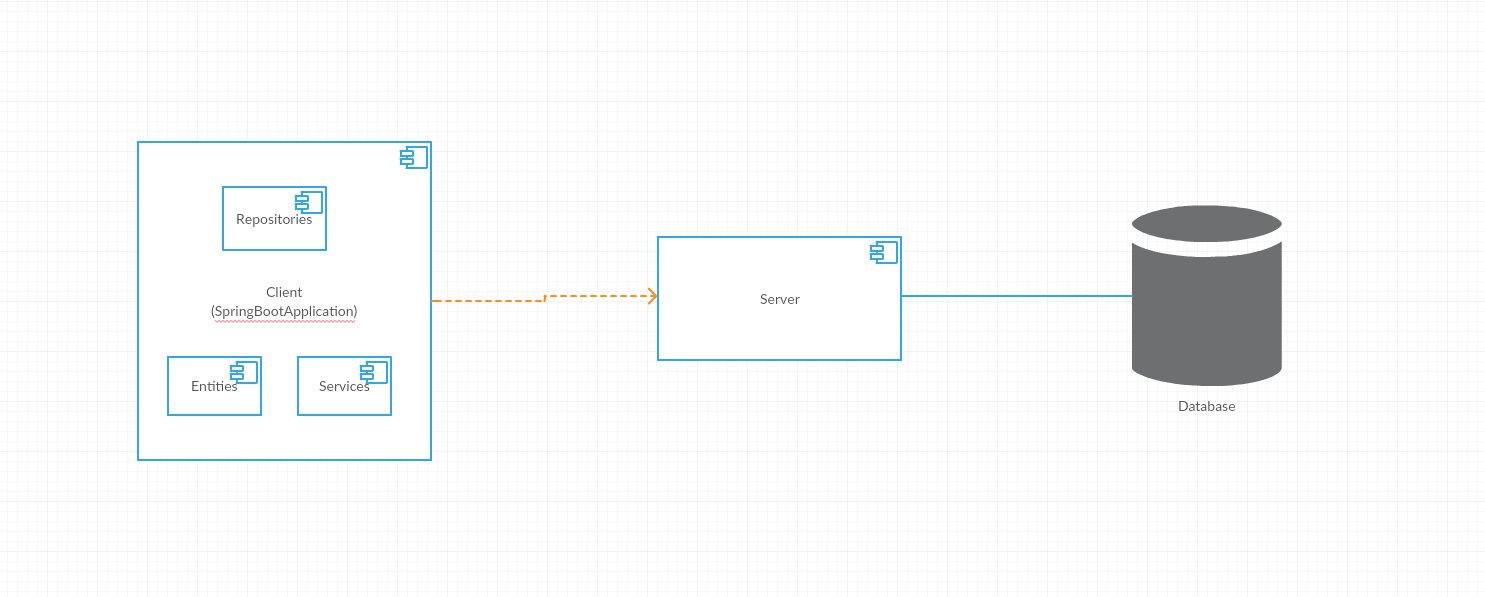 Repositories
Client
(SpringBootApplication)
Entities
Services
Server
Database